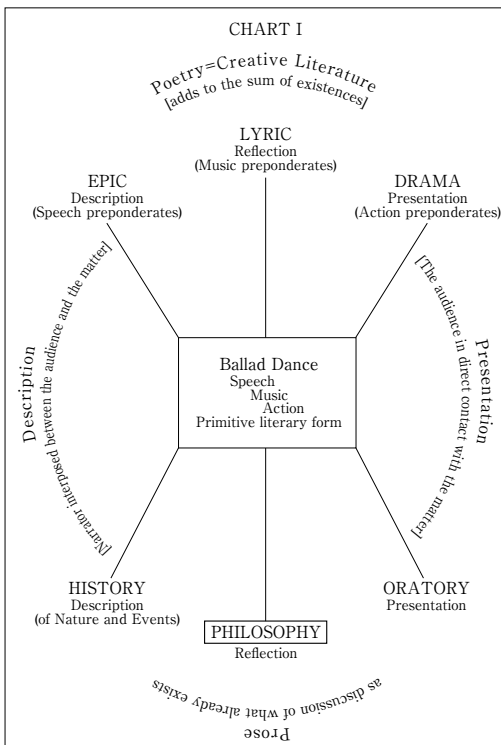 CHART I
Poetry=Creative Literature
[adds to the sum of existences]
LYRIC
Reflection
(Music preponderates)
EPIC
Description
(Speech preponderates)
DRAMA
Presentation
(Action preponderates)
Description
[Narrator interposed between the audience and the matter]
Presentation
[The audience in direct contact with the matter]
Ballad Dance
Speech
Music
Action
Primitive literary form
HISTORY
Description
(of Nature and Events)
PHILOSOPHY
Reflection
ORATORY
Presentation
as discussion of what already exists
Prose